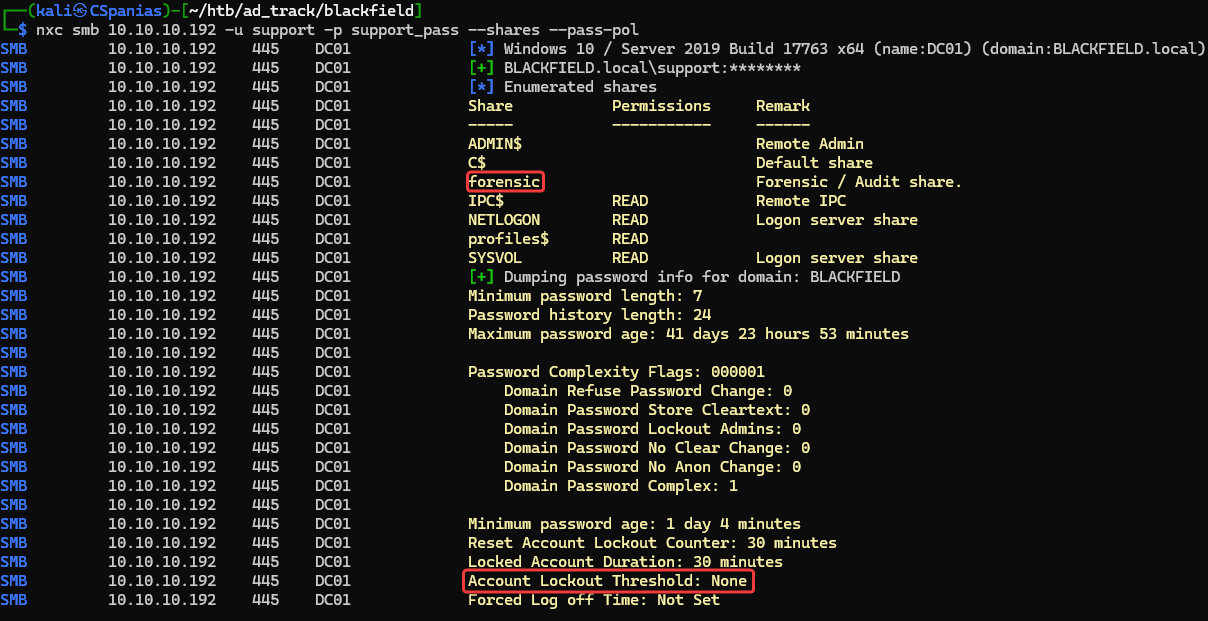 ┌──(kali㉿CSpanias)-[~/htb/ad_track/blackfield]
└─$ nxc smb 10.10.10.192 -u support -p support_pass --shares --pass-pol
SMB 10.10.10.192 445 DC01 [*] Windows 10 / Server 2019 Build 17763 x64 (name:DC01) (domain:BLACKFIELD.local)
SMB 10.10.10.192 445 DC01 [+] BLACKFIELD.local\support:********
SMB 10.10.10.192 445 DC01 [*] Enumerated shares
SMB 10.10.10.192 445 DC01 Share Permissions Remark
SMB 10.10.10.192 445 DC01 ----- ----------- ------
SMB 10.10.10.192 445 DC01 ADMIN$ Remote Admin
SMB 10.10.10.192 445 DC01 C$ Default share
SMB 10.10.10.192 445 DC01 forensic Forensic / Audit share.
SMB 10.10.10.192 445 DC01 IPC$ READ Remote IPC
SMB 10.10.10.192 445 DC01 NETLOGON READ Logon server share
SMB 10.10.10.192 445 DC01 profiles$ READ
SMB 10.10.10.192 445 DC01 SYSVOL READ Logon server share
SMB 10.10.10.192 445 DC01 [+] Dumping password info for domain: BLACKFIELD
SMB 10.10.10.192 445 DC01 Minimum password length: 7
SMB 10.10.10.192 445 DC01 Password history length: 24
SMB 10.10.10.192 445 DC01 Maximum password age: 41 days 23 hours 53 minutes
SMB 10.10.10.192 445 DC01
SMB 10.10.10.192 445 DC01 Password Complexity Flags: 000001
SMB 10.10.10.192 445 DC01 Domain Refuse Password Change: 0
SMB 10.10.10.192 445 DC01 Domain Password Store Cleartext: 0
SMB 10.10.10.192 445 DC01 Domain Password Lockout Admins: 0
SMB 10.10.10.192 445 DC01 Domain Password No Clear Change: 0
SMB 10.10.10.192 445 DC01 Domain Password No Anon Change: 0
SMB 10.10.10.192 445 DC01 Domain Password Complex: 1
SMB 10.10.10.192 445 DC01
SMB 10.10.10.192 445 DC01 Minimum password age: 1 day 4 minutes
SMB 10.10.10.192 445 DC01 Reset Account Lockout Counter: 30 minutes
SMB 10.10.10.192 445 DC01 Locked Account Duration: 30 minutes
SMB 10.10.10.192 445 DC01 Account Lockout Threshold: None
SMB 10.10.10.192 445 DC01 Forced Log off Time: Not Set